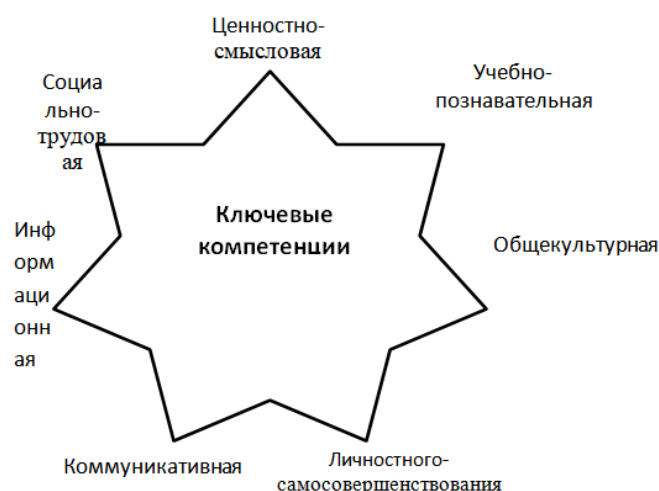 Ценностно-
смысловая
Учебно-
познавательная
Социа
льно-
трудов
ая
Ключевые
компетенции
Инф
орм
аци
онн
ая
Общекультурная
Коммуникативная
Личностного-
самосовершенствования